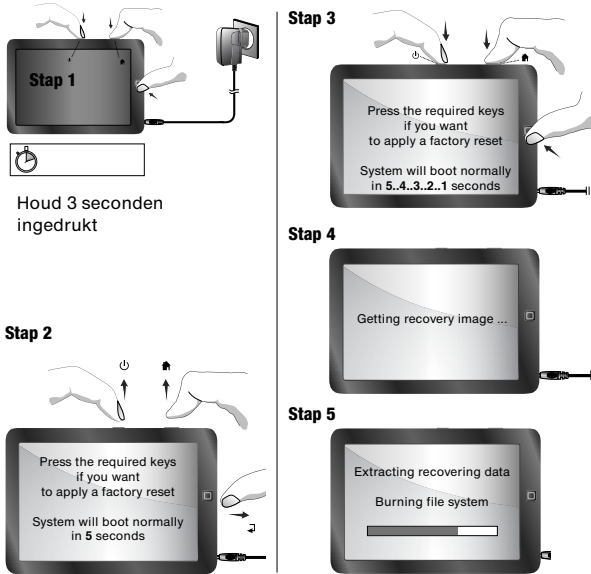 Stap 1
Houd 3 seconden
ingedrukt
Stap 2
Press the required keys
if you want
to apply a factory reset
System will boot normally
in 5 seconds
Stap 3
Press the required keys
if you want
to apply a factory reset
System will boot normally
in 5..4..3..2..1 seconds
Stap 4
Getting recovery image ...
Stap 5
Extracting recovering data
Burning file system